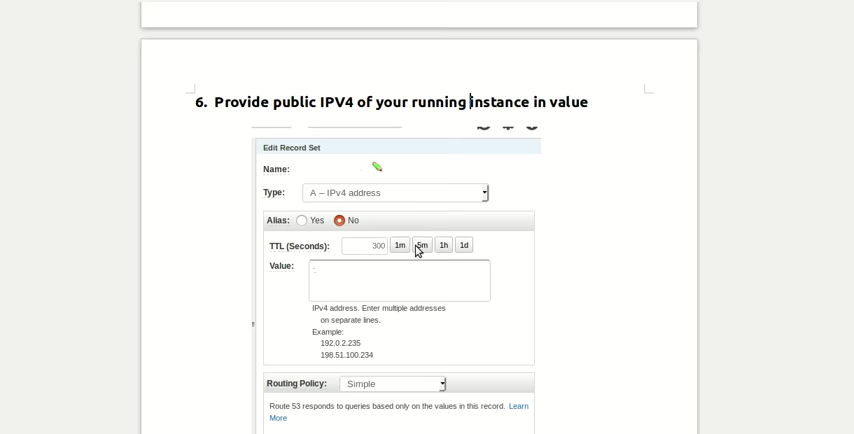 6. Provide public IPV4 of your running instance in value
Edit Record Set
Name:
Type: A – IPv4 address
Alias: Yes No
TTL (Seconds): 300 1m 5m 1h 1d
Value:
IPv4 address. Enter multiple addresses
on separate lines.
Example:
192.0.2.235
198.51.100.234
Routing Policy: Simple
Route 53 responds to queries based only on the values in this record. Learn
More